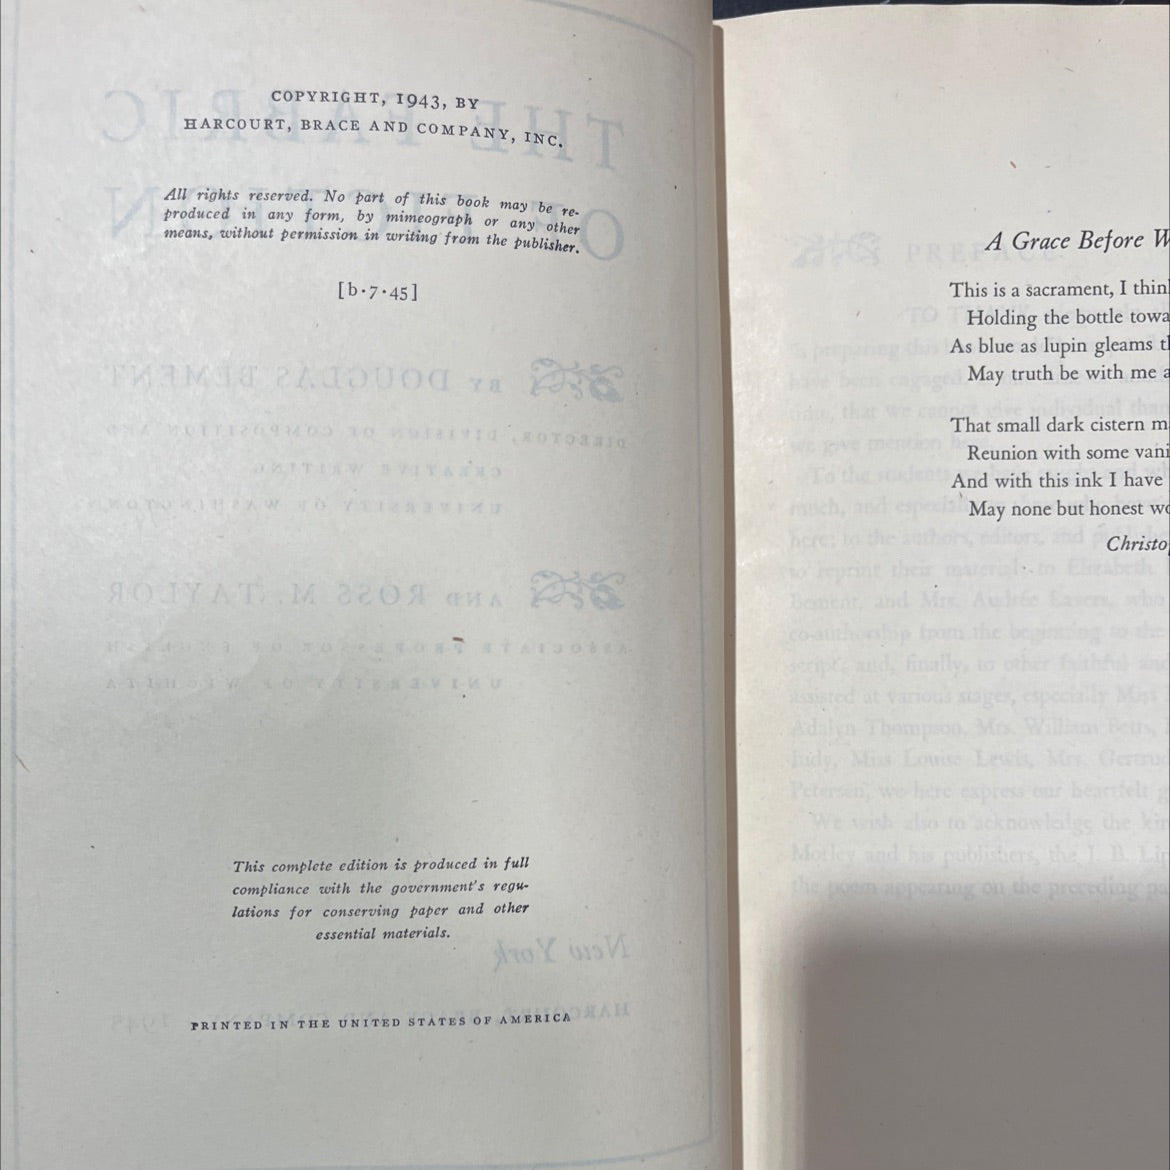 COPYRIGHT, 1943, BY
HARCOURT, BRACE AND COMPANY, INC.
All rights reserved. No part of this book may be re-
produced in any form, by mimeograph or any other
means, without permission in writing from the publisher.
[b·7·45]
This complete edition is produced in full
compliance with the government's regu-
lations for conserving paper and other
essential materials.
PRINTED IN THE UNITED STATES OF AMERICA
A Grace Before W
This is a sacrament, I thin
Holding the bottle towa
As blue as lupin gleams t
May truth be with me a
That small dark cistern m
Reunion with some vani
And with this ink I have
May none but honest wo
Christo